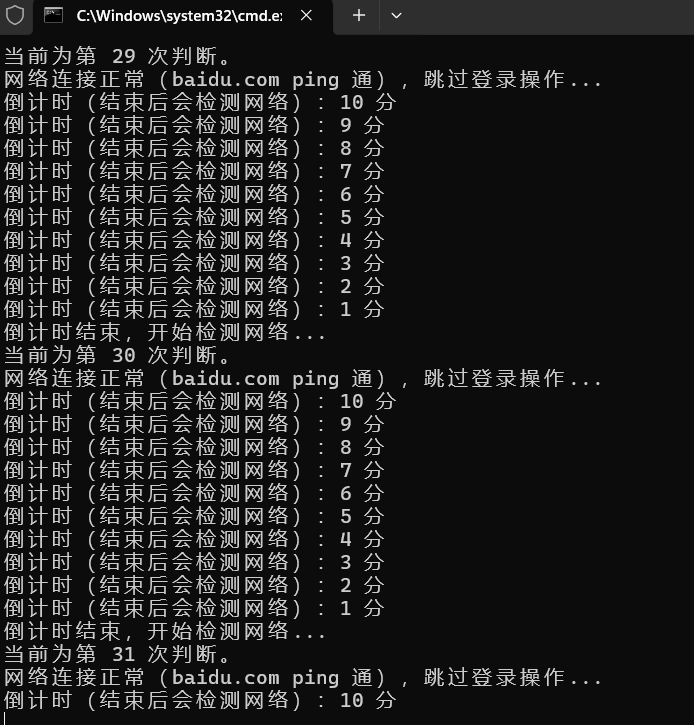 C:\Windows\system32\cmd.e
当前为第 29 次判断。
网络连接正常（baidu.com ping 通），跳过登录操作...
倒计时（结束后会检测网络）：10 分
倒计时（结束后会检测网络）：9 分
倒计时（结束后会检测网络）：8 分
倒计时（结束后会检测网络）：7 分
倒计时（结束后会检测网络）：6 分
倒计时（结束后会检测网络）：5 分
倒计时（结束后会检测网络）：4 分
倒计时（结束后会检测网络）：3 分
倒计时（结束后会检测网络）：2 分
倒计时（结束后会检测网络）：1 分
倒计时结束，开始检测网络...
当前为第 30 次判断。
网络连接正常（baidu.com ping 通），跳过登录操作...
倒计时（结束后会检测网络）：10 分
倒计时（结束后会检测网络）：9 分
倒计时（结束后会检测网络）：8 分
倒计时（结束后会检测网络）：7 分
倒计时（结束后会检测网络）：6 分
倒计时（结束后会检测网络）：5 分
倒计时（结束后会检测网络）：4 分
倒计时（结束后会检测网络）：3 分
倒计时（结束后会检测网络）：2 分
倒计时（结束后会检测网络）：1 分
倒计时结束，开始检测网络...
当前为第 31 次判断。
网络连接正常（baidu.com ping 通），跳过登录操作...
倒计时（结束后会检测网络）：10 分